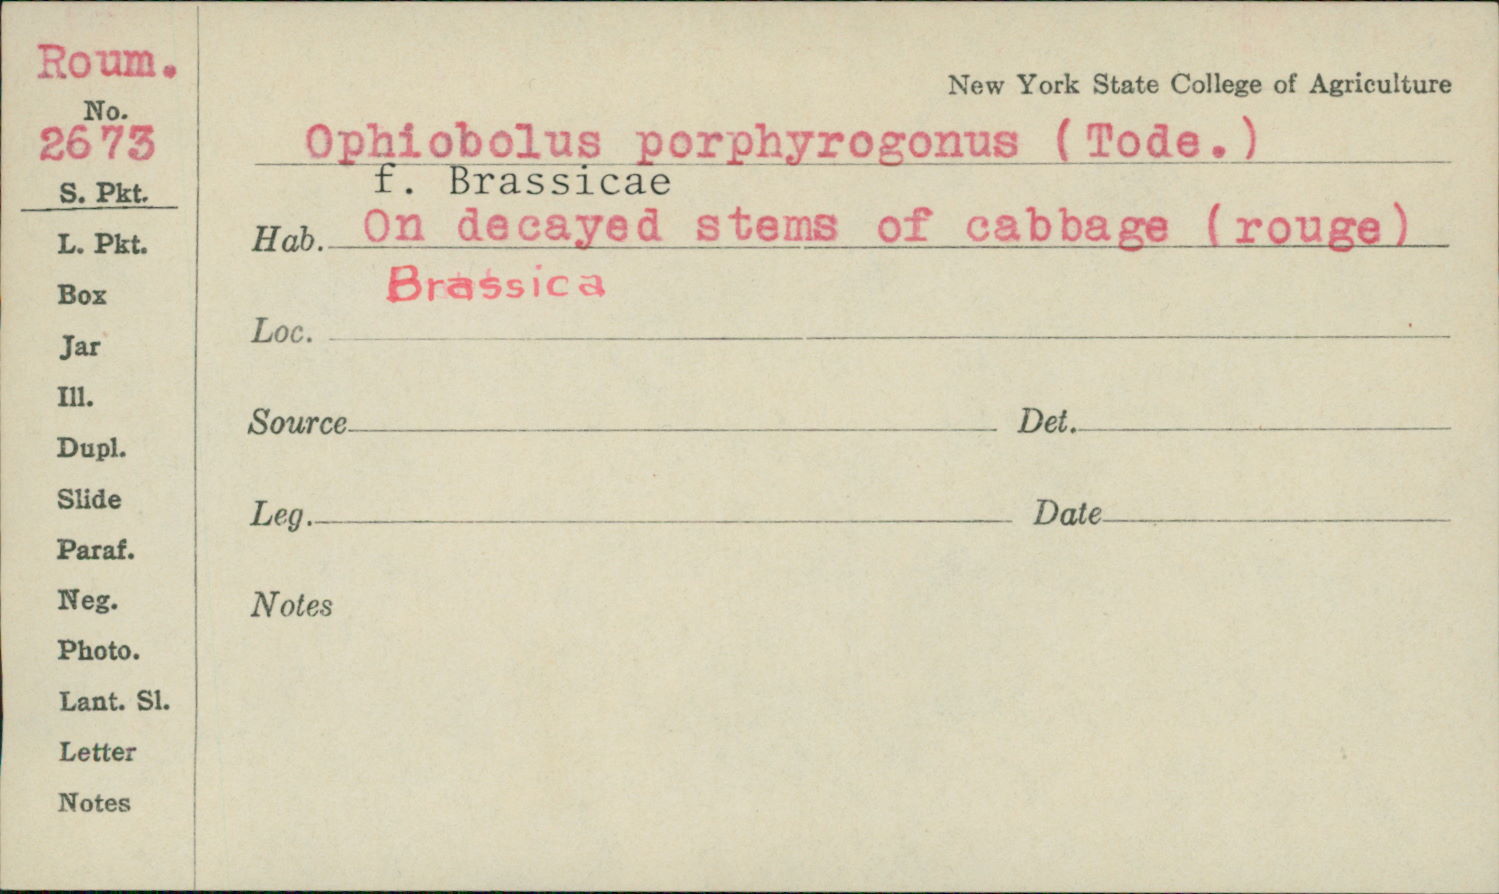 Roum.
No.
2673
S. Pkt.
L. Pkt.
Box
Jar
Ill.
Dupl.
Slide
Paraf.
Neg.
Photo.
Lant. Sl.
Letter
Notes
New York State College of Agriculture
Ophiobolus porphyrogonus (Tode.)
f. Brassicae
Hab. On decayed stems of cabbage (rouge)
Brassica
Loc.
Source Det.
Leg. Date
Notes